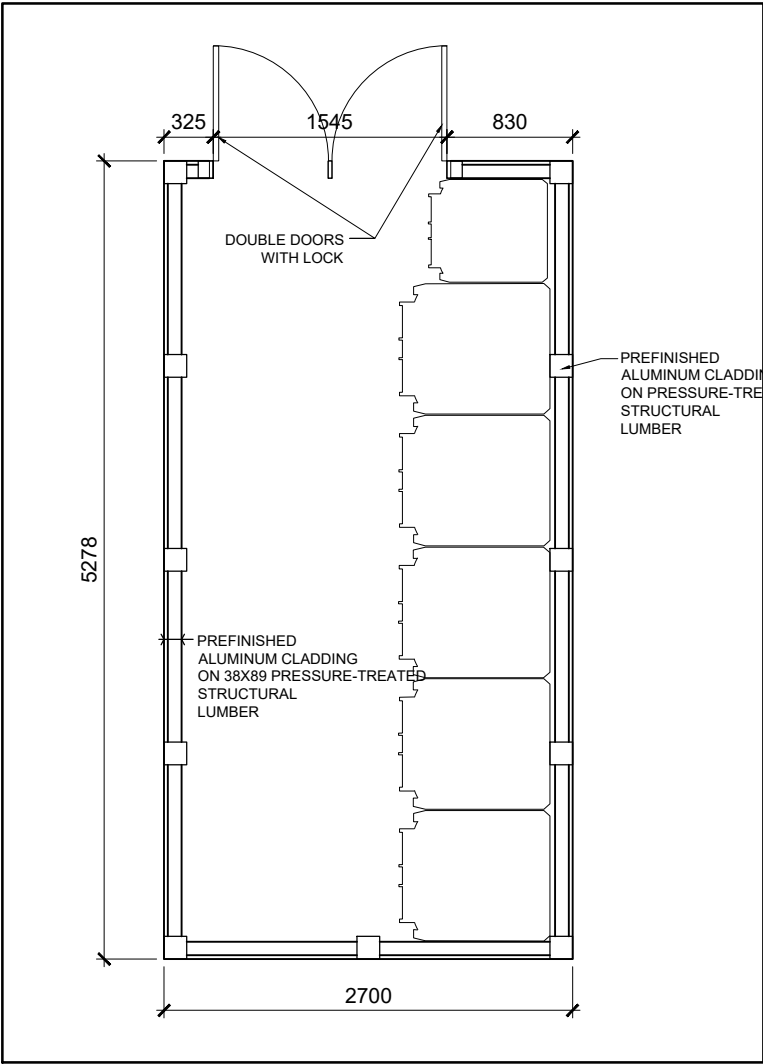 325
1545
830
DOUBLE DOORS
WITH LOCK
PREFINISHED
ALUMINUM CLADDIN
ON PRESSURE-TRE
STRUCTURAL
LUMBER
5278
PREFINISHED
ALUMINUM CLADDING
ON 38X89 PRESSURE-TREATED
STRUCTURAL
LUMBER
2700